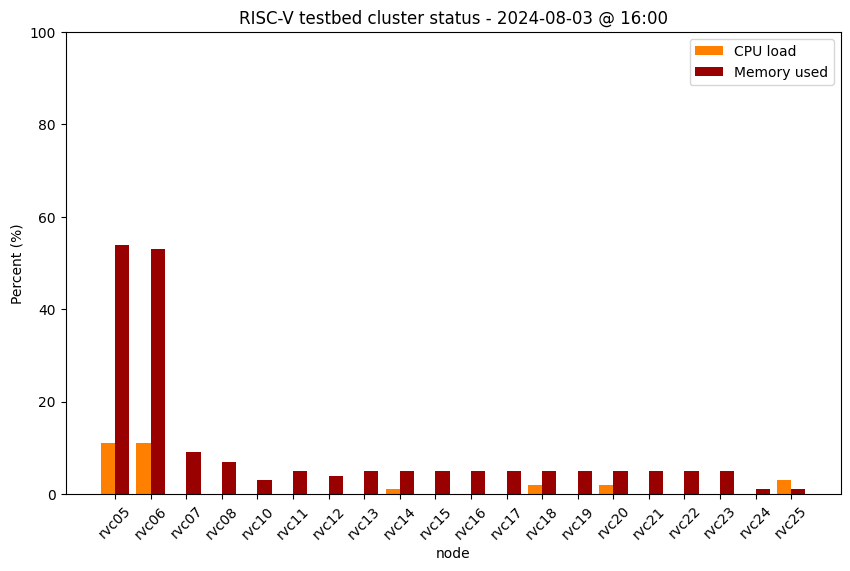 RISC-V testbed cluster status - 2024-08-03 @ 16:00
CPU load
Memory used
Percent (%)
100
80
60
40
20
0
rvc05
rvc06
rvc07
rvc08
rvc10
rvc11
rvc12
rvc13
rvc14
rvc15
rvc16
rvc17
rvc18
rvc19
rvc20
rvc21
rvc22
rvc23
rvc24
rvc25
node